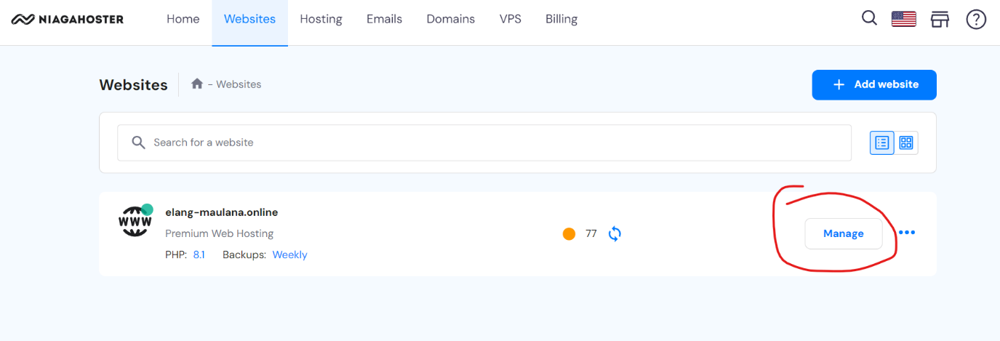 NIAGAHOSTER Home Websites Hosting Emails Domains VPS Billing
Websites - Websites + Add website
Search for a website
WWW
elang-maulana.online
Premium Web Hosting
77
Manage
PHP: 8.1 Backups: Weekly